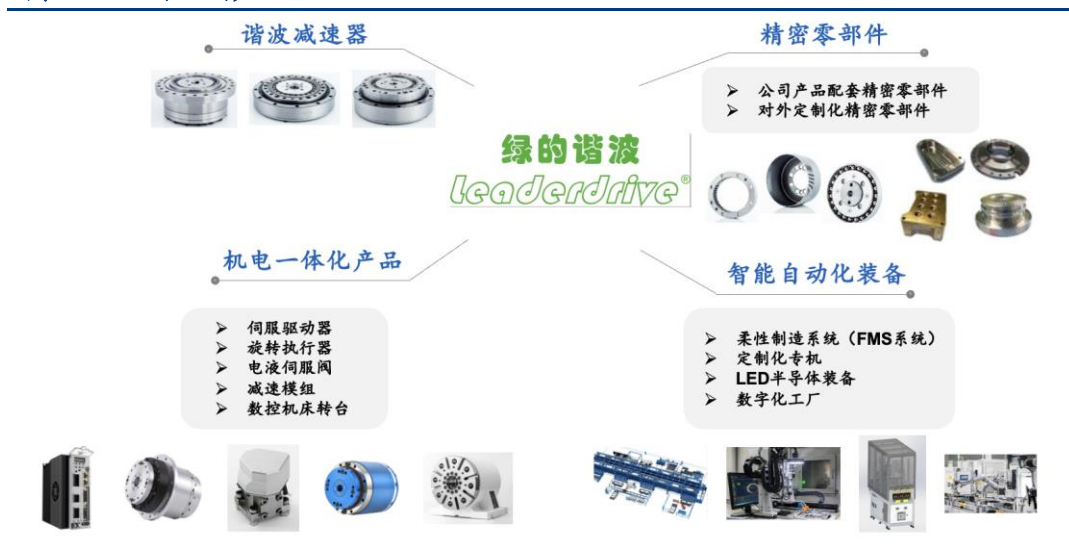 谐波减速器
精密零部件
➢ 公司产品配套精密零部件
➢ 对外定制化精密零部件
绿的谐波
Leaderdrive®
机电一体化产品
➢ 伺服驱动器
➢ 旋转执行器
➢ 电液伺服阀
➢ 减速模组
➢ 数控机床转台
智能自动化装备
➢ 柔性制造系统（FMS系统）
➢ 定制化专机
➢ LED半导体装备
➢ 数字化工厂